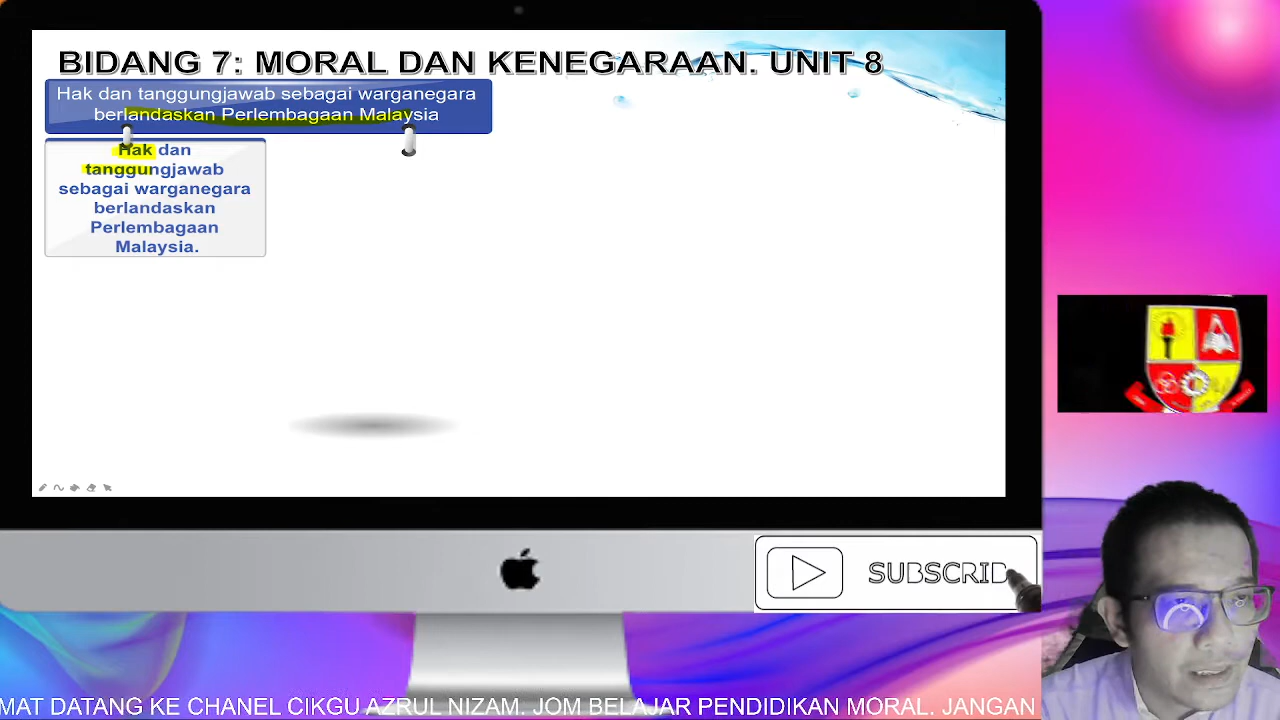 BIDANG 7: MORAL DAN KENEGARAAN. UNIT 8
Hak dan tanggungjawab sebagai warganegara
berlandaskan Perlembagaan Malaysia
Hak dan
tanggungjawab
sebagai warganegara
berlandaskan
Perlembagaan
Malaysia.
SUBSCRIB
MAT DATANG KE CHANEL CIKGU AZRUL NIZAM. JOM BELAJAR PENDIDIKAN MORAL. JANGAN